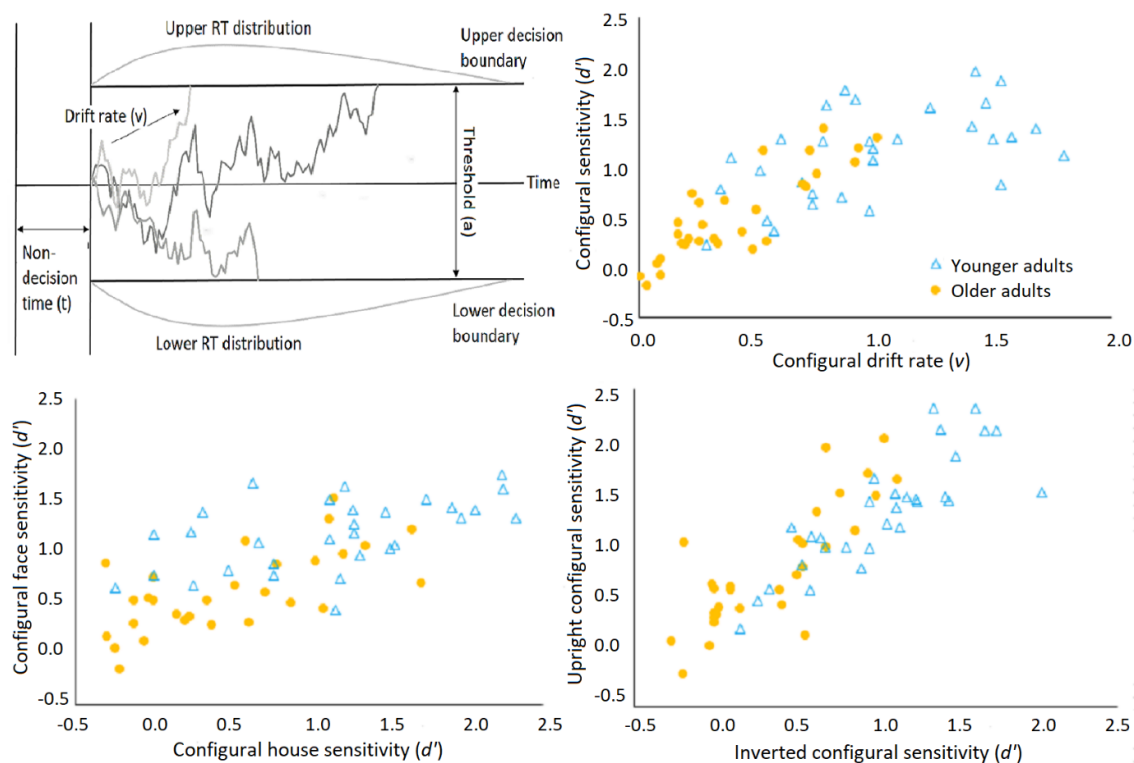 Upper RT distribution
Upper decision
boundary
Drift rate (v)
Threshold (a)
Time
Non-
decision
time (t)
Lower decision
boundary
Lower RT distribution
Configural sensitivity (d')
2.5
2.0
1.5
1.0
0.5
0.0
-0.5
Younger adults
Older adults
0.0
0.5
1.0
1.5
2.0
Configural drift rate (v)
Configural face sensitivity (d')
2.5
2.0
1.5
1.0
0.5
0.0
-0.5
-0.5
0.0
0.5
1.0
1.5
2.0
2.5
Configural house sensitivity (d')
Upright configural sensitivity (d')
2.5
2.0
1.5
1.0
0.5
0.0
-0.5
-0.5
0.0
0.5
1.0
1.5
2.0
2.5
Inverted configural sensitivity (d')